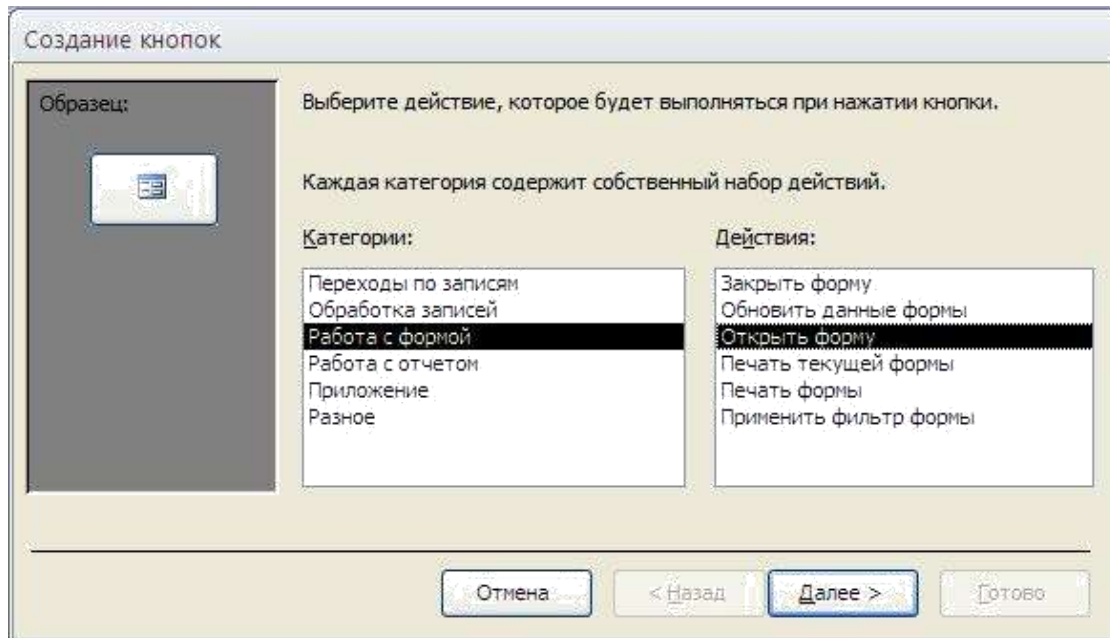 Создание кнопок
Образец:
Выберите действие, которое будет выполняться при нажатии кнопки.
Каждая категория содержит собственный набор действий.
Категории:
Переходы по записям
Обработка записей
Работа с формой
Работа с отчетом
Приложение
Разное
Действия:
Закрыть форму
Обновить данные формы
Открыть форму
Печать текущей формы
Печать формы
Применить фильтр формы
Отмена
< Назад
Далее >
Готово